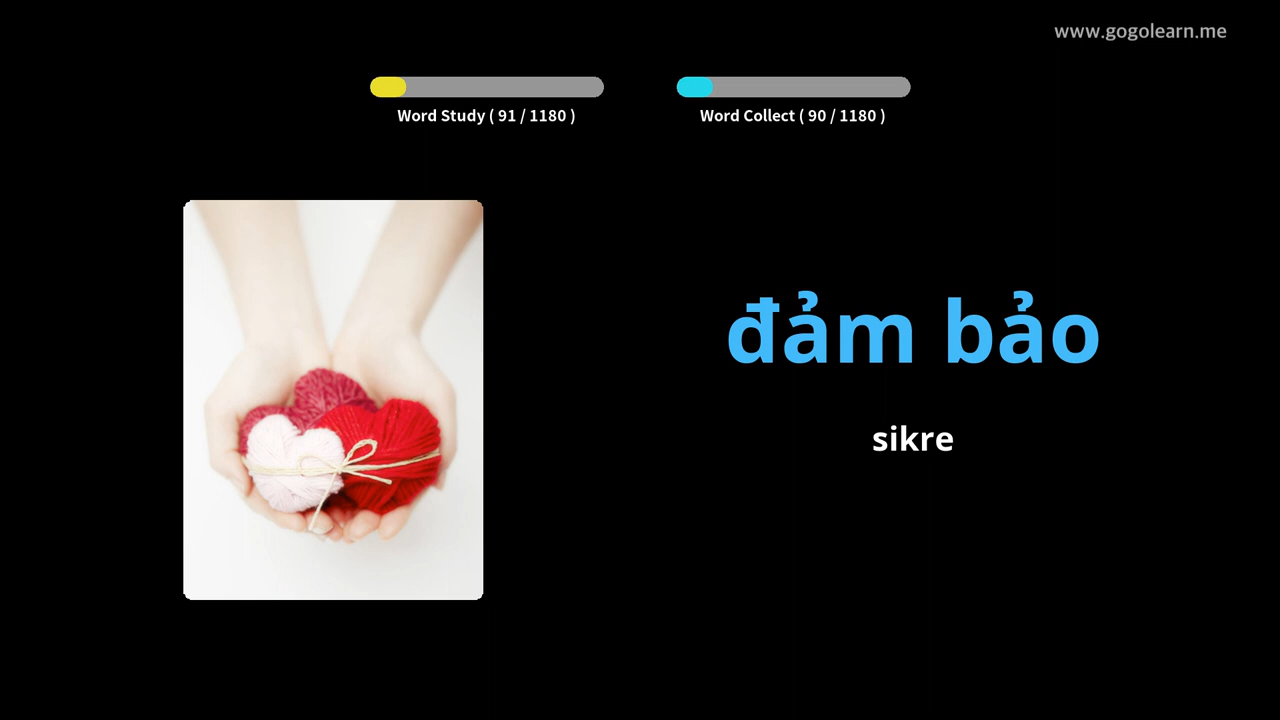 www.gogolearn.me
Word Study ( 91 / 1180 )
Word Collect ( 90 / 1180 )
đảm bảo
sikre